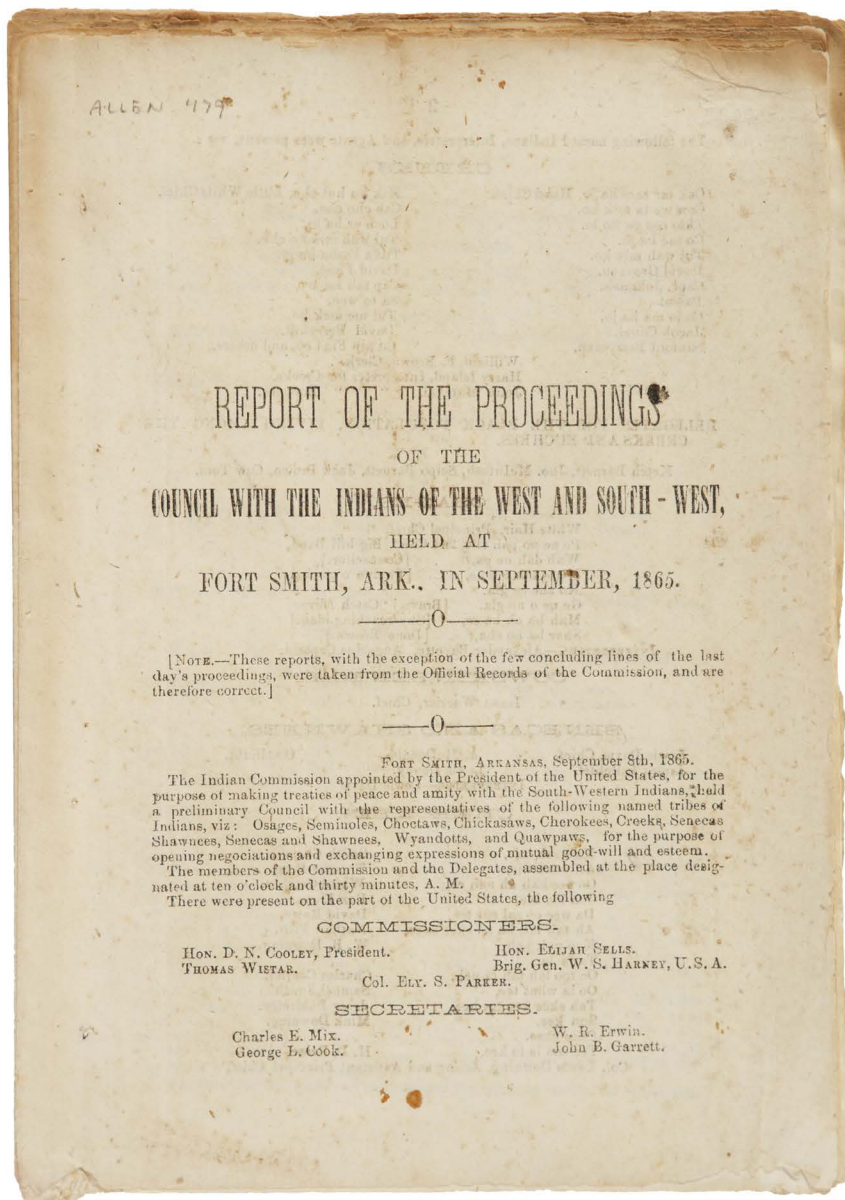 ALLEN 479
REPORT OF THE PROCEEDINGS
OF THE
COUNCIL WITH THE INDIANS OF THE WEST AND SOUTH-WEST,
HELD AT
FORT SMITH, ARK., IN SEPTEMBER, 1865.
O
[NOTE.—These reports, with the exception of the few concluding lines of the last
day's proceedings, were taken from the Official Records of the Commission, and are
therefore correct.]
O
FORT SMITH, ARKANSAS, September 8th, 1865.
The Indian Commission appointed by the President of the United States, for the
purpose of making treaties of peace and amity with the South-Western Indians, held
a preliminary Council with the representatives of the following named tribes of
Indians, viz: Osages, Seminoles, Choctaws, Chickasaws, Cherokees, Creeks, Senecas
Shawnees, Senecas and Shawnees, Wyandotts, and Quawpaws, for the purpose of
opening negociations and exchanging expressions of mutual good-will and esteem.
The members of the Commission and the Delegates, assembled at the place desig-
nated at ten o'clock and thirty minutes, A. M.
There were present on the part of the United States, the following
COMMISSIONERS.
HON. D. N. COOLEY, President. HON. ELIJAH SELLS.
THOMAS WISTAR. Brig. Gen. W. S. HARNEY, U. S. A.
Col. ELY. S. PARKER.
SECRETARIES.
Charles E. Mix. W. R. Erwin.
George L. Cook. John B. Garrett.